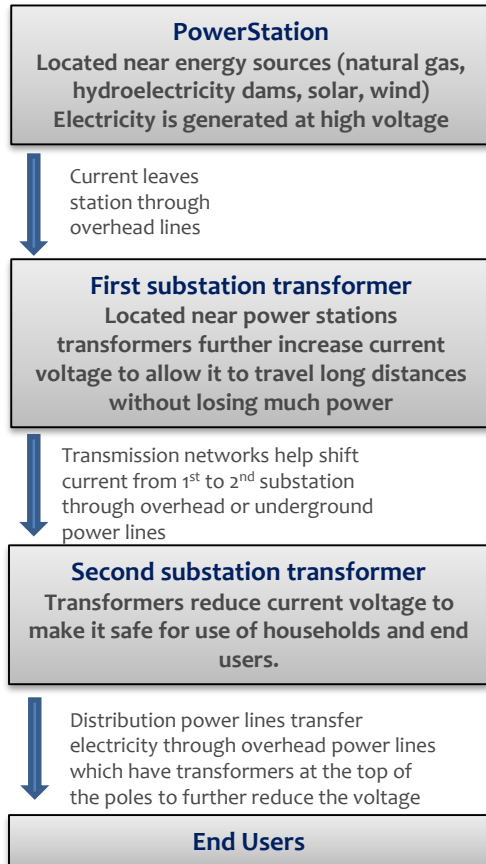 PowerStation
Located near energy sources (natural gas,
hydroelectricity dams, solar, wind)
Electricity is generated at high voltage
Current leaves
station through
overhead lines
First substation transformer
Located near power stations
transformers further increase current
voltage to allow it to travel long distances
without losing much power
Transmission networks help shift
current from 1st to 2nd substation
through overhead or underground
power lines
Second substation transformer
Transformers reduce current voltage to
make it safe for use of households and end
users.
Distribution power lines transfer
electricity through overhead power lines
which have transformers at the top of
the poles to further reduce the voltage
End Users